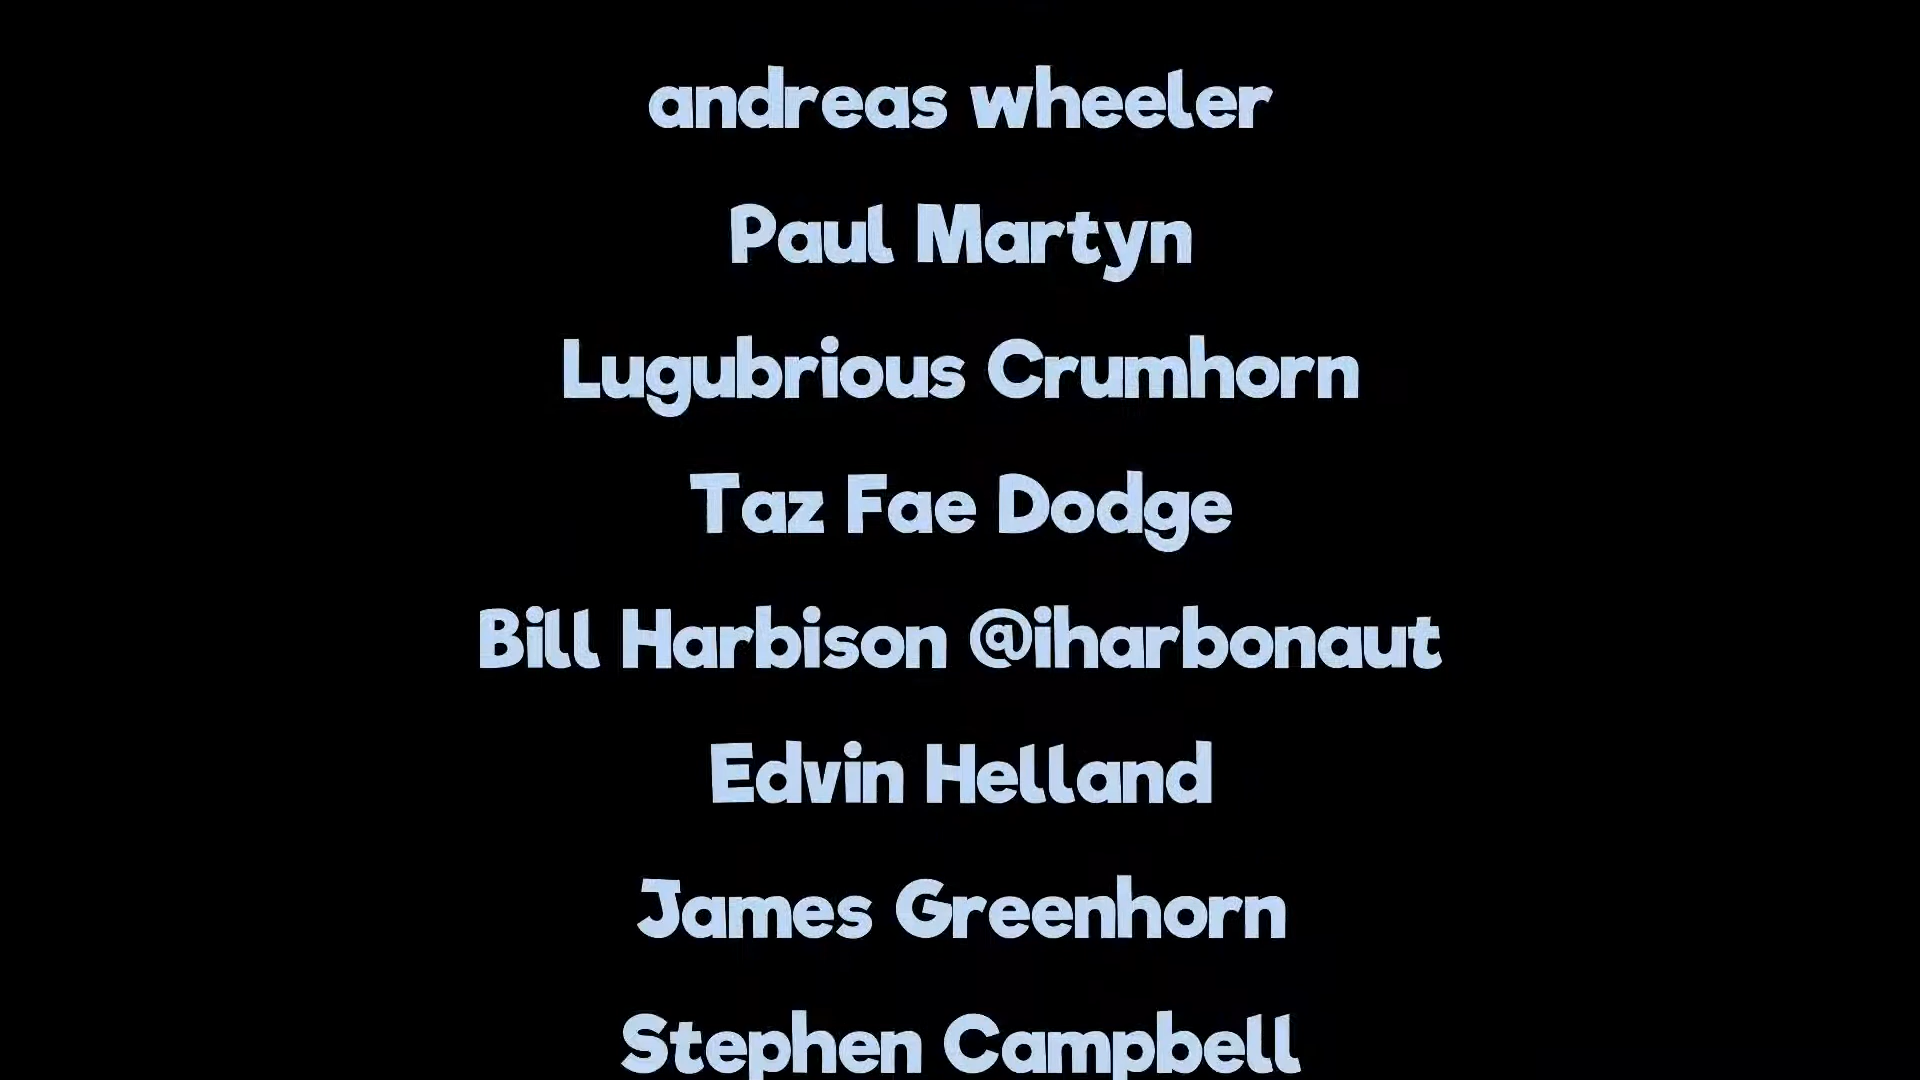 andreas wheeler
Paul Martyn
Lugubrious Crumhorn
Taz Fae Dodge
Bill Harbison @iharbonaut
Edvin Helland
James Greenhorn
Stephen Campbell